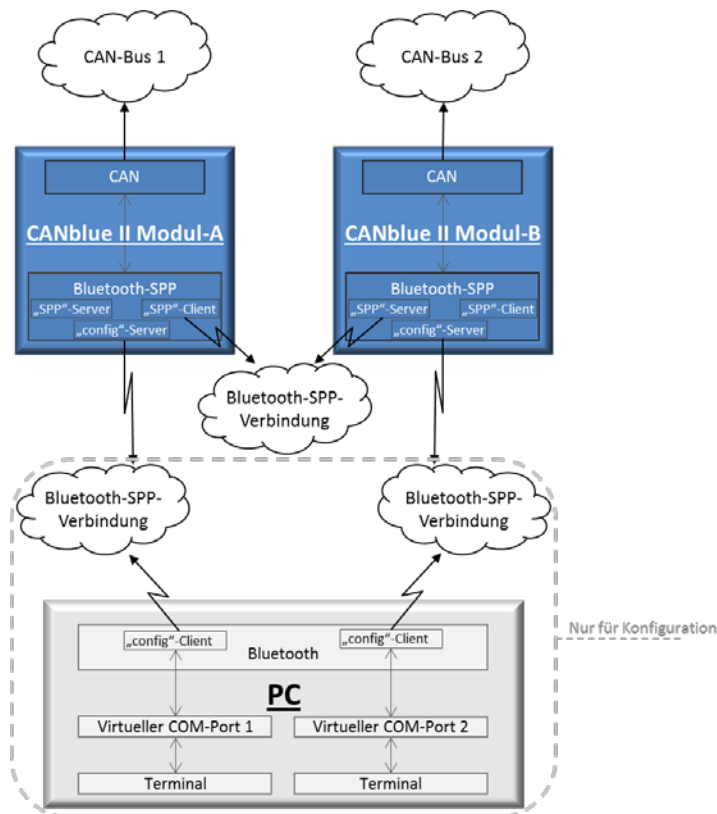 CAN-Bus 1
CAN-Bus 2
CAN
CAN
CANblue II Modul-A
CANblue II Modul-B
Bluetooth-SPP
„SPP“-Server
„SPP“-Client
„config“-Server
Bluetooth-SPP
„SPP“-Server
„SPP“-Client
„config“-Server
Bluetooth-SPP-
Verbindung
Bluetooth-SPP-
Verbindung
Bluetooth-SPP-
Verbindung
Nur für Konfiguration
„config“-Client
„config“-Client
Bluetooth
PC
Virtueller COM-Port 1
Virtueller COM-Port 2
Terminal
Terminal